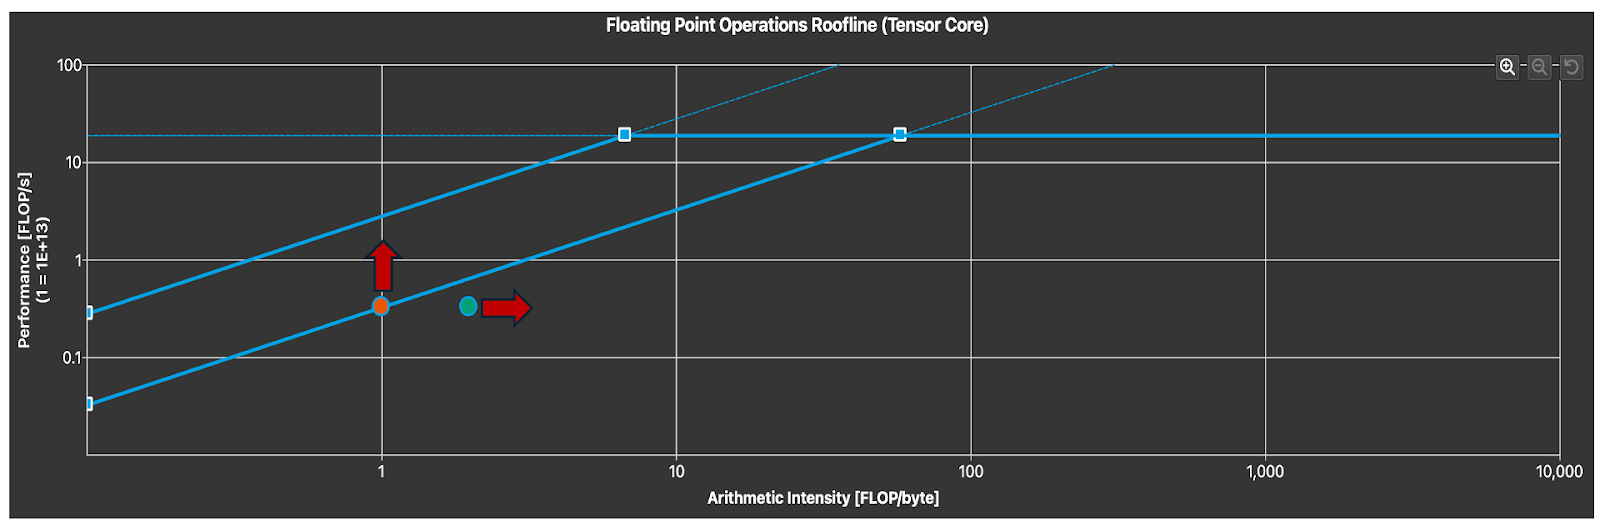 Floating Point Operations Roofline (Tensor Core)
100
10
1
0.1
Performance [FLOP/s]
(1 = 1E+13)
1
10
100
1,000
10,000
Arithmetic Intensity [FLOP/byte]